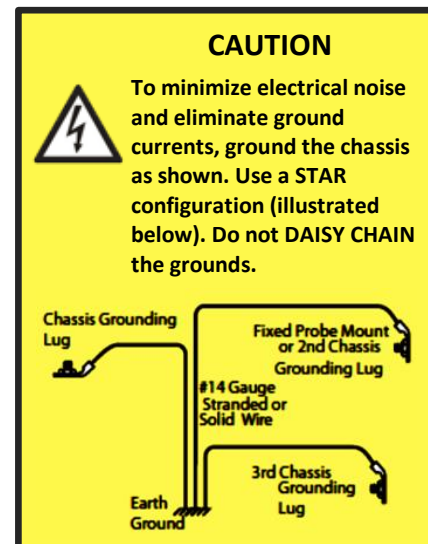 CAUTION
To minimize electrical noise
and eliminate ground
currents, ground the chassis
as shown. Use a STAR
configuration (illustrated
below). Do not DAISY CHAIN
the grounds.
Chassis Grounding
Lug
Fixed Probe Mount
or 2nd Chassis
Grounding Lug
#14 Gauge
Stranded or
Solid Wire
3rd Chassis
Grounding
Lug
Earth
Ground